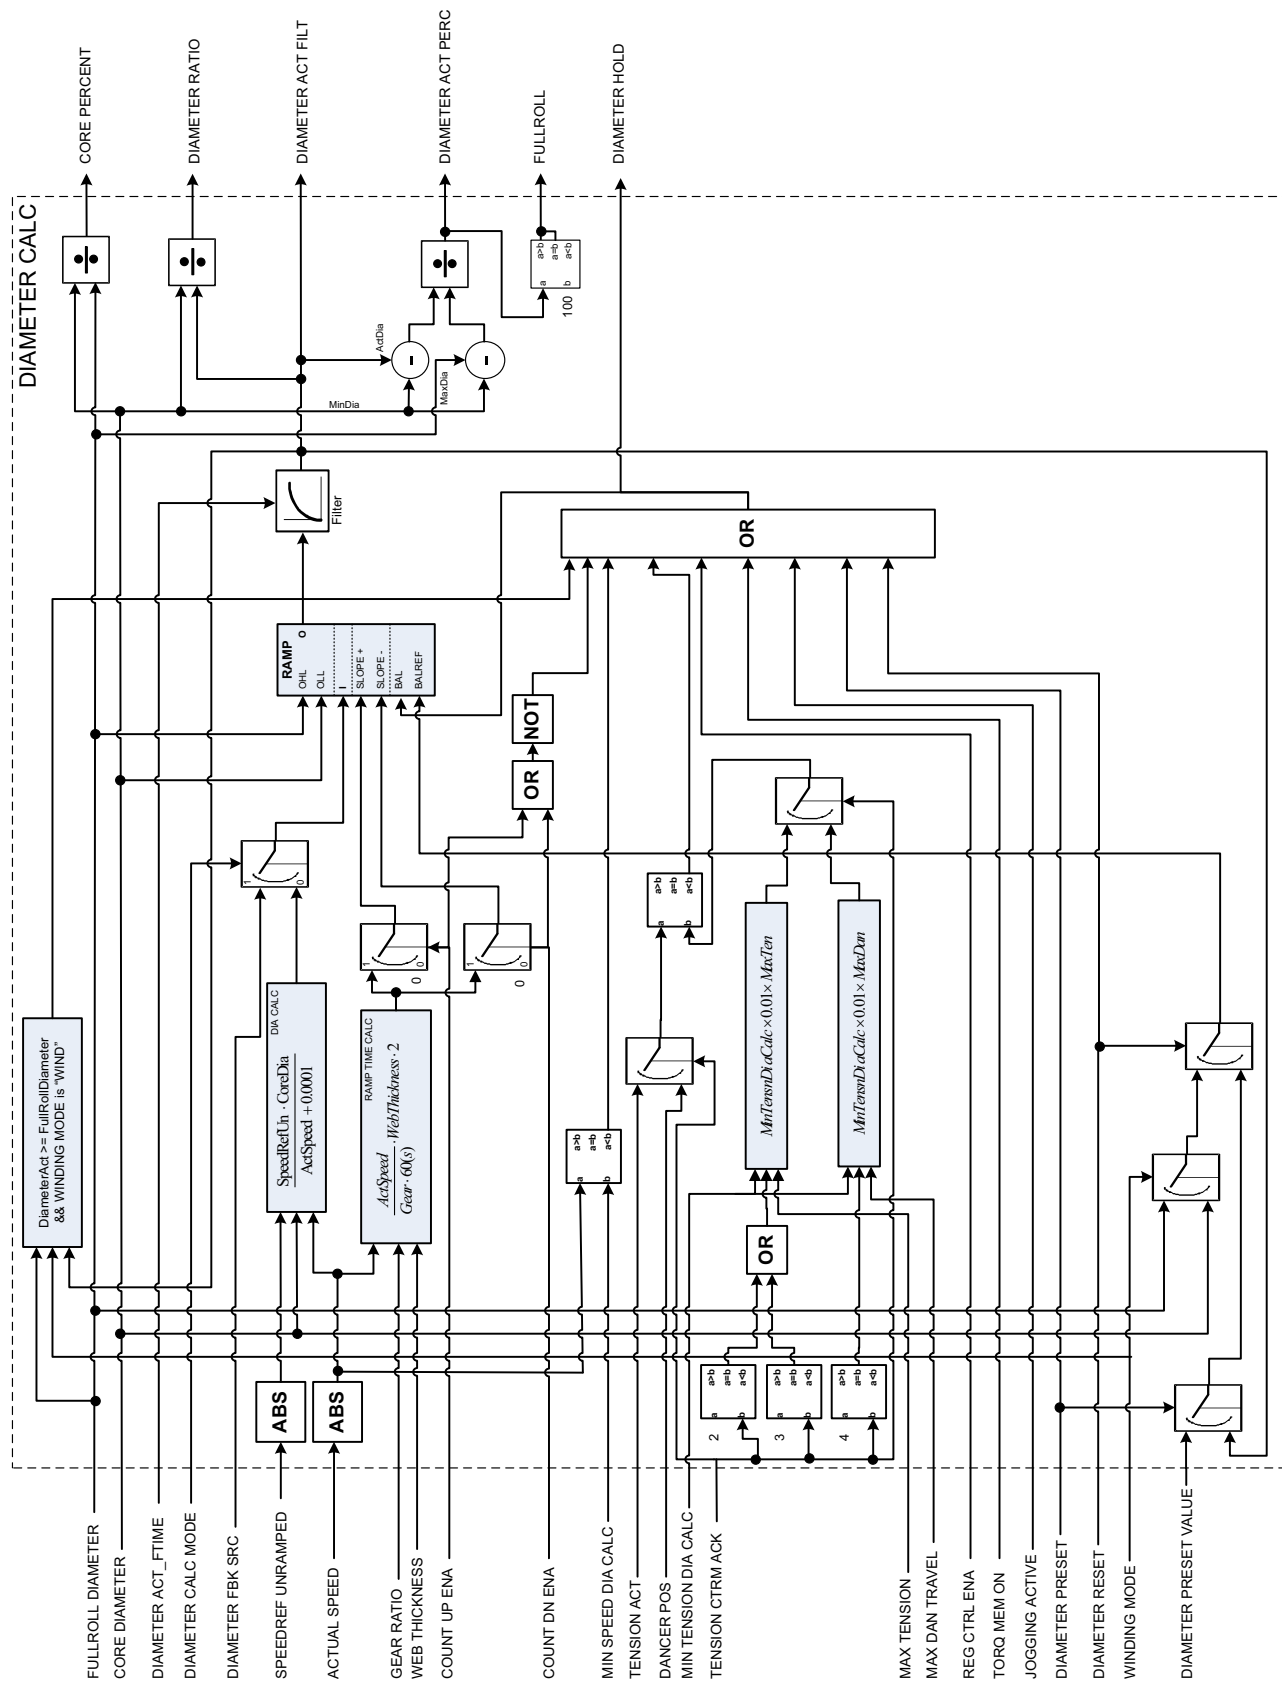 DIAMETER CALC
FULLROLL DIAMETER
CORE DIAMETER
DIAMETER ACT_FTIME
DIAMETER CALC MODE
DIAMETER FBK SRC
SPEEDREF UNRAMPED
ACTUAL SPEED
GEAR RATIO
WEB THICKNESS
COUNT UP ENA
COUNT DN ENA
MIN SPEED DIA CALC
TENSION ACT
DANCER POS
MIN TENSION DIA CALC
TENSION CTRM ACK
MAX TENSION
MAX DAN TRAVEL
REG CTRL ENA
TORQ MEM ON
JOGGING ACTIVE
DIAMETER PRESET
DIAMETER RESET
WINDING MODE
DIAMETER PRESET VALUE
ABS
ABS
2
a
b
a>b
a=b
a<b
3
a
b
a>b
a=b
a<b
4
a
b
a>b
a=b
a<b
DiameterAct >= FullRollDiameter
&& WINDING MODE is "WIND"
DIA CALC
SpeedRefUn · CoreDia
ActSpeed + 0.0001
RAMP TIME CALC
ActSpeed
Gear · 60(s)
· WebThickness · 2
OR
a
b
a>b
a=b
a<b
MinTensnDiaCalc × 0.01 × MaxTen
MinTensnDiaCalc × 0.01 × MaxDan
1
0
1
0
0
1
0
0
a
b
a>b
a=b
a<b
OR
NOT
RAMP
OHL
O
OLL
I
SLOPE +
SLOPE -
BAL
BALREF
Filter
OR
MinDia
MaxDia
ActDia
100
a
b
a>b
a=b
a<b
CORE PERCENT
DIAMETER RATIO
DIAMETER ACT FILT
DIAMETER ACT PERC
FULLROLL
DIAMETER HOLD